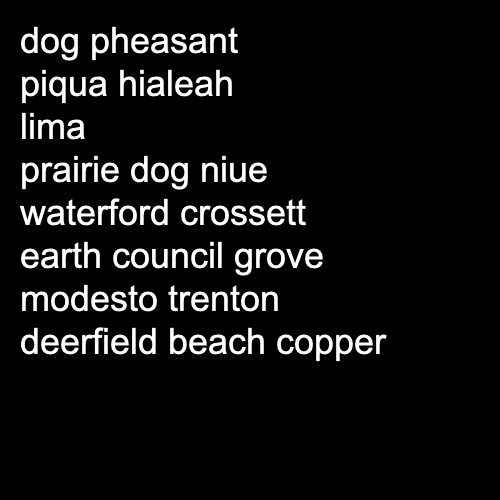 dog pheasant
piqua hialeah
lima
prairie dog niue
waterford crossett
earth council grove
modesto trenton
deerfield beach copper